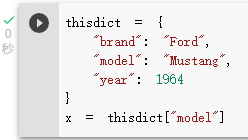 0
秒
thisdict = {
    "brand": "Ford",
    "model": "Mustang",
    "year": 1964
}
x = thisdict["model"]